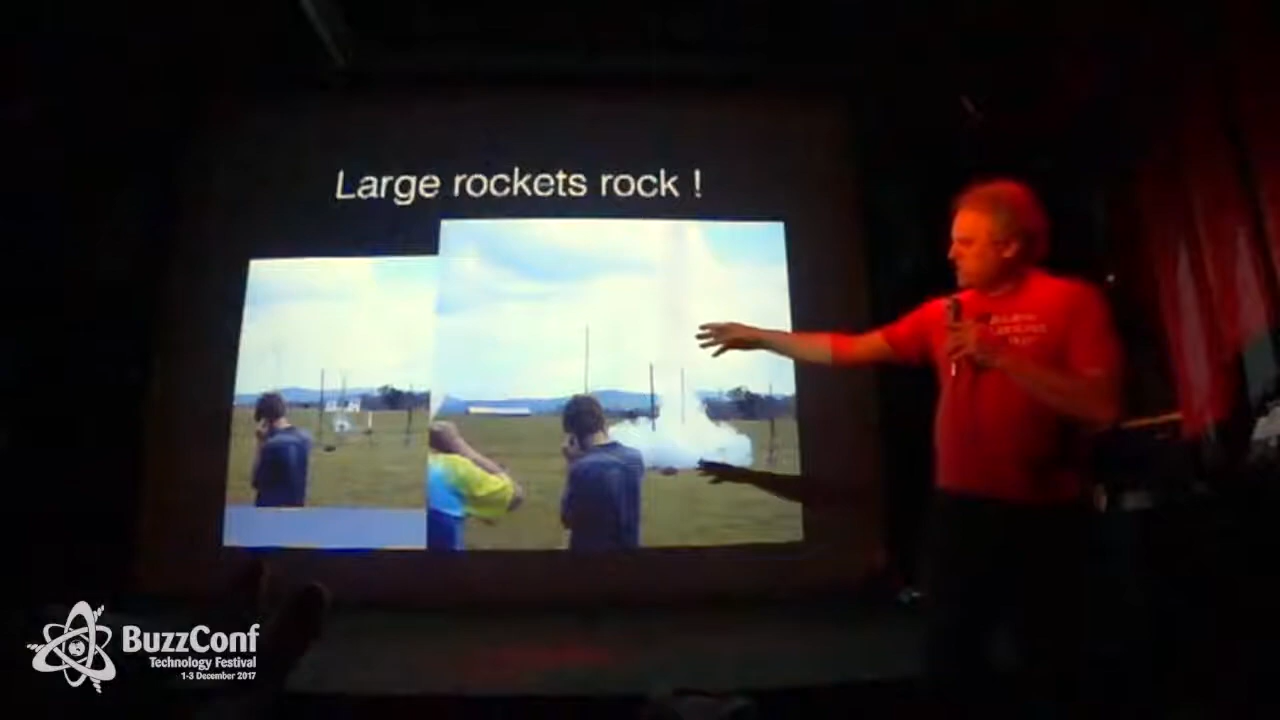 Large rockets rock !
BuzzConf
Technology Festival
1-3 December 2017